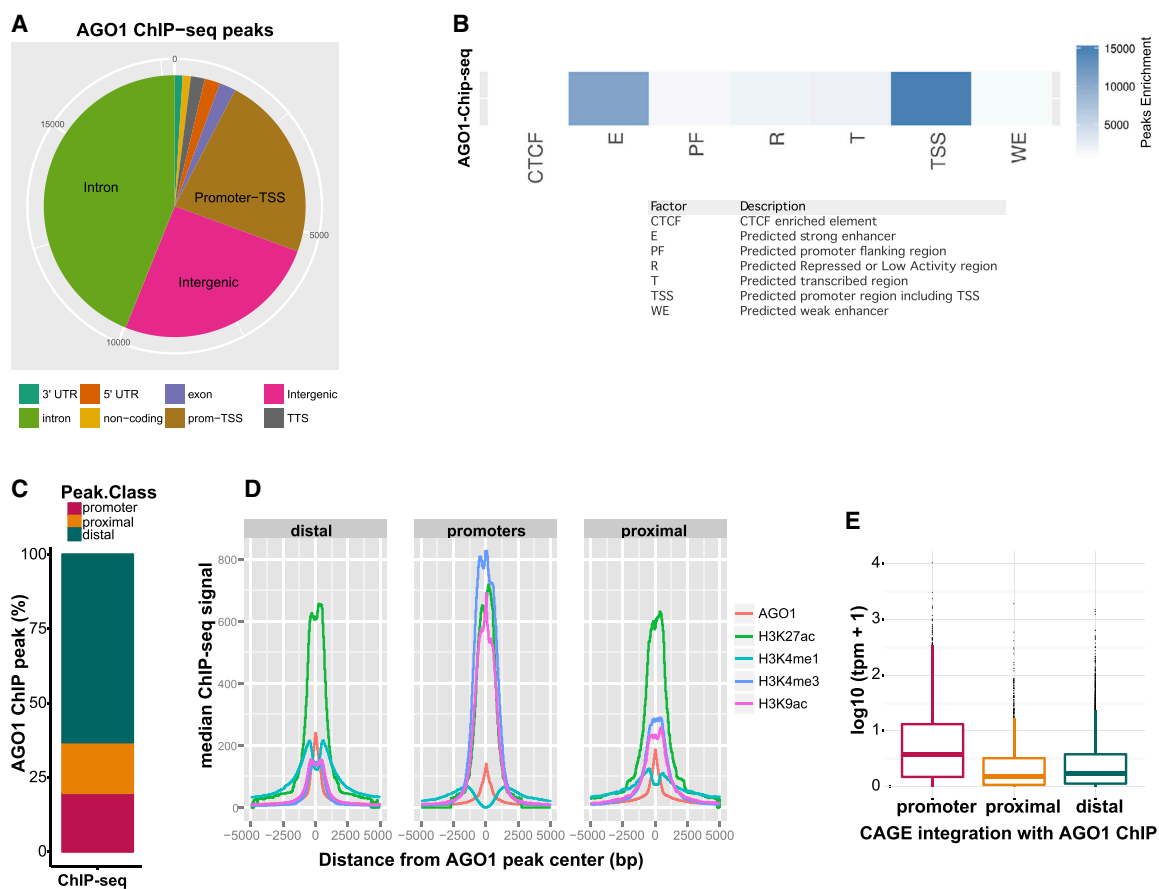 A
AGO1 ChIP−seq peaks
0
5000
10000
15000
Intron
Promoter−TSS
Intergenic
3' UTR
5' UTR
exon
Intergenic
intron
non−coding
prom−TSS
TTS
B
AGO1-Chip-seq
CTCF
E
PF
R
T
TSS
WE
15000
10000
5000
Peaks Enrichment
Factor Description
CTCF CTCF enriched element
E Predicted strong enhancer
PF Predicted promoter flanking region
R Predicted Repressed or Low Activity region
T Predicted transcribed region
TSS Predicted promoter region including TSS
WE Predicted weak enhancer
C
Peak.Class
promoter
proximal
distal
AGO1 ChIP peak (%)
100
75
50
25
0
ChIP-seq
D
distal
promoters
proximal
median ChIP-seq signal
800
600
400
200
0
−5000 −2500 0 2500 5000
−5000 −2500 0 2500 5000
−5000 −2500 0 2500 5000
Distance from AGO1 peak center (bp)
AGO1
H3K27ac
H3K4me1
H3K4me3
H3K9ac
E
log10 (tpm + 1)
4
3
2
1
0
promoter proximal distal
CAGE integration with AGO1 ChIP